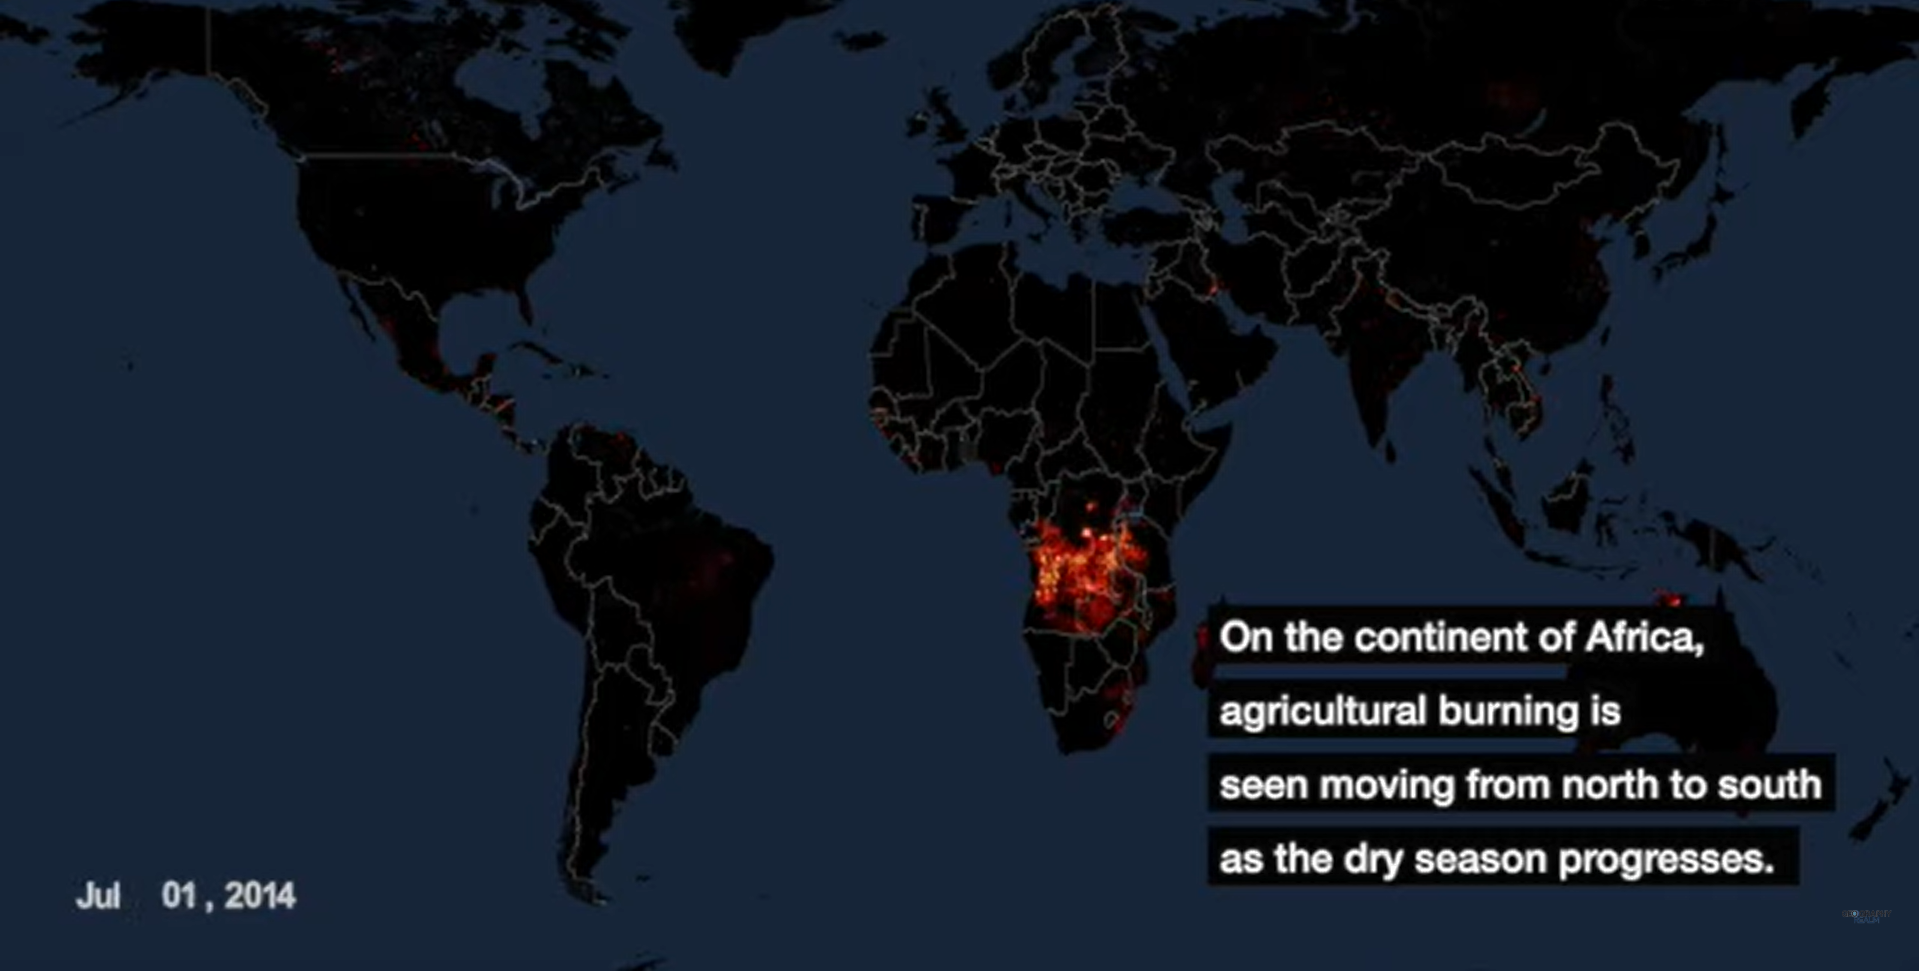 On the continent of Africa,
agricultural burning is
seen moving from north to south
as the dry season progresses.
Jul 01, 2014